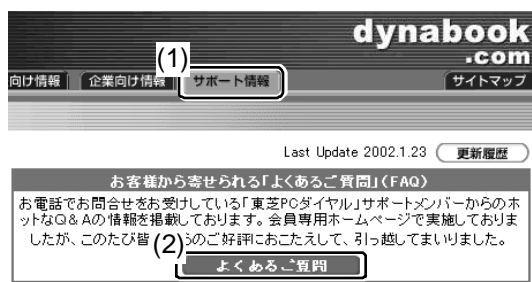 dynabook
.com
(1)
向け情報 企業向け情報 サポート情報 サイトマップ
Last Update 2002.1.23 更新履歴
お客様から寄せられる「よくあるご質問」(FAQ)
お電話でお問合せをお受けしている「東芝PCダイヤル」サポートメンバーからのホ
ットなQ&Aの情報を掲載しております。会員専用ホームページで実施しておりま
したが、このたび皆 のご好評におこたえして、引っ越してまいりました。
(2)
よくあるご質問